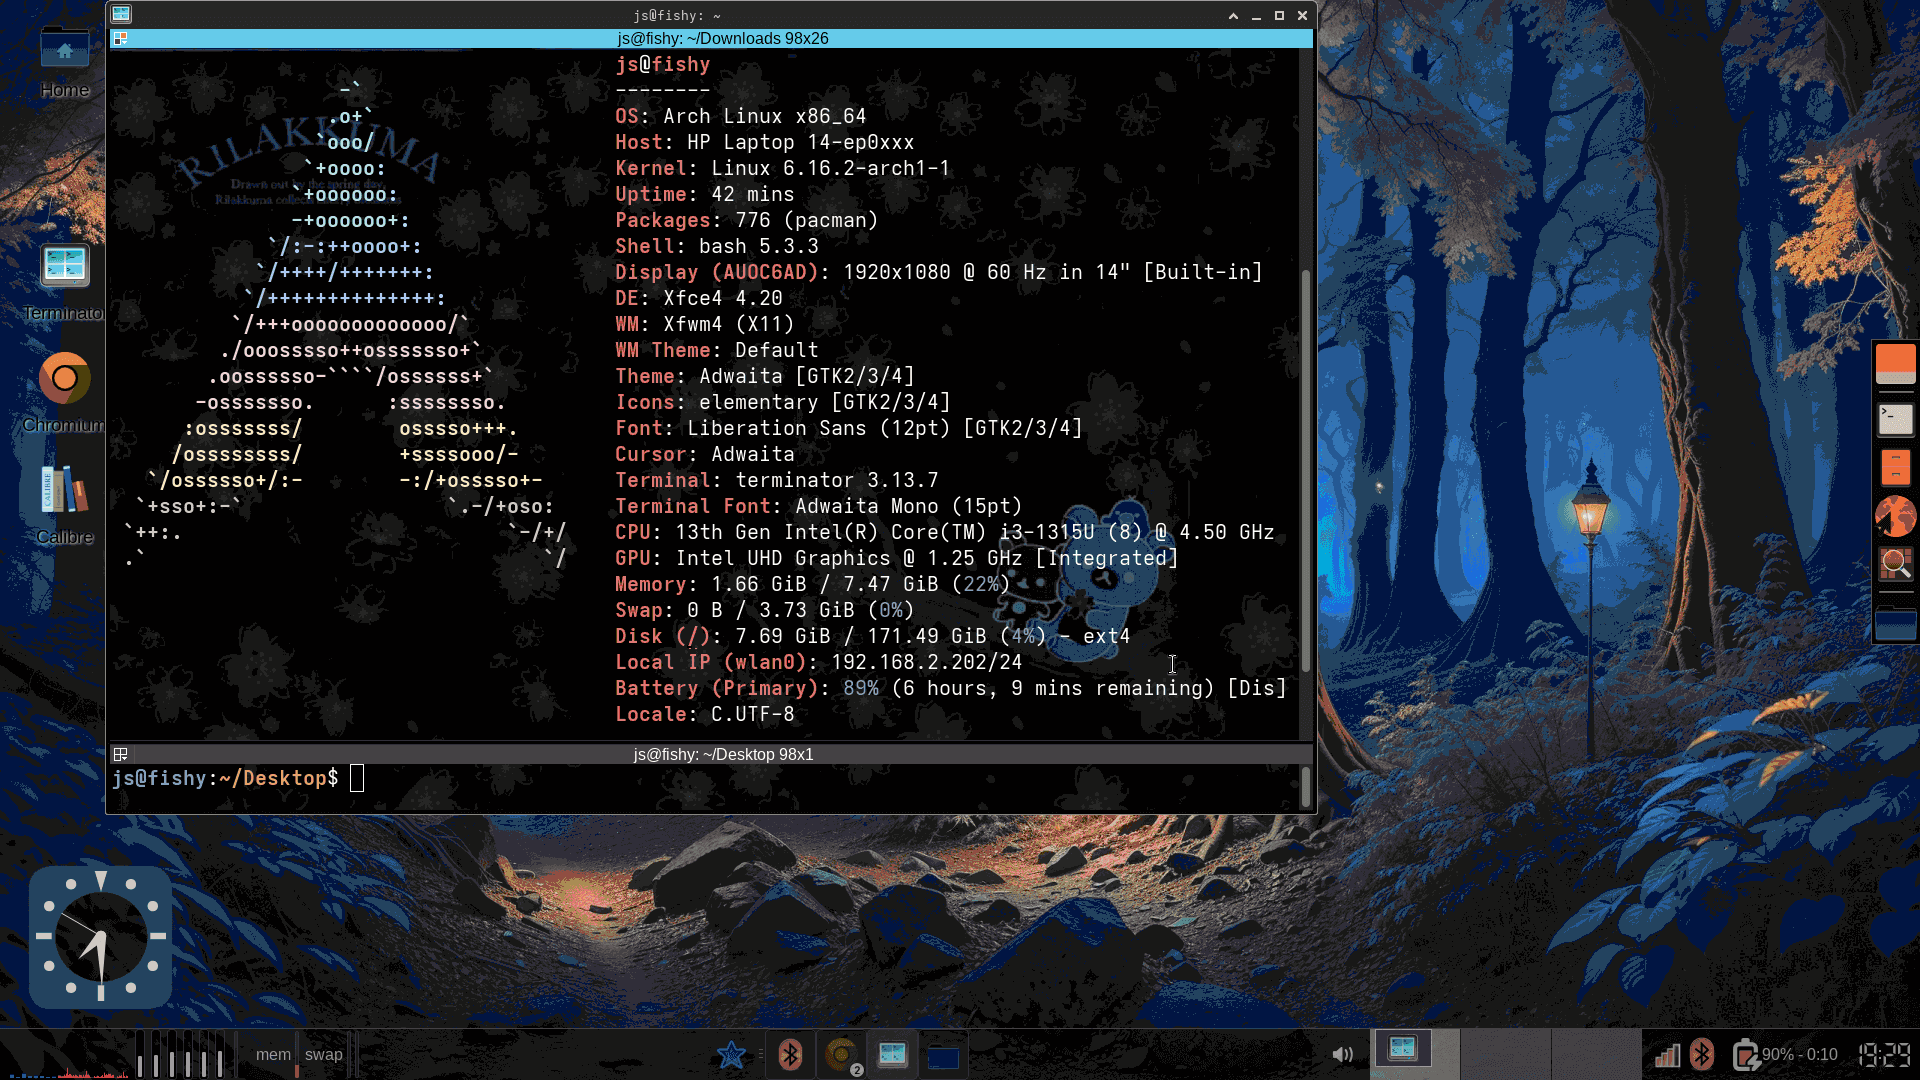 js@fishy: ~
js@fishy: ~/Downloads 98x26
js@fishy
--------
OS: Arch Linux x86_64
Host: HP Laptop 14-ep0xxx
Kernel: Linux 6.16.2-arch1-1
Uptime: 42 mins
Packages: 776 (pacman)
Shell: bash 5.3.3
Display (AUOC6AD): 1920x1080 @ 60 Hz in 14" [Built-in]
DE: Xfce4 4.20
WM: Xfwm4 (X11)
WM Theme: Default
Theme: Adwaita [GTK2/3/4]
Icons: elementary [GTK2/3/4]
Font: Liberation Sans (12pt) [GTK2/3/4]
Cursor: Adwaita
Terminal: terminator 3.13.7
Terminal Font: Adwaita Mono (15pt)
CPU: 13th Gen Intel(R) Core(TM) i3-1315U (8) @ 4.50 GHz
GPU: Intel UHD Graphics @ 1.25 GHz [Integrated]
Memory: 1.66 GiB / 7.47 GiB (22%)
Swap: 0 B / 3.73 GiB (0%)
Disk (/): 7.69 GiB / 171.49 GiB (4%) - ext4
Local IP (wlan0): 192.168.2.202/24
Battery (Primary): 89% (6 hours, 9 mins remaining) [Dis]
Locale: C.UTF-8
RILAKKUMA
js@fishy: ~/Desktop 98x1
js@fishy:~/Desktop$
Home
Terminator
Chromium
CALIBRE
Calibre
mem
swap
2
90% - 0:10
19:29